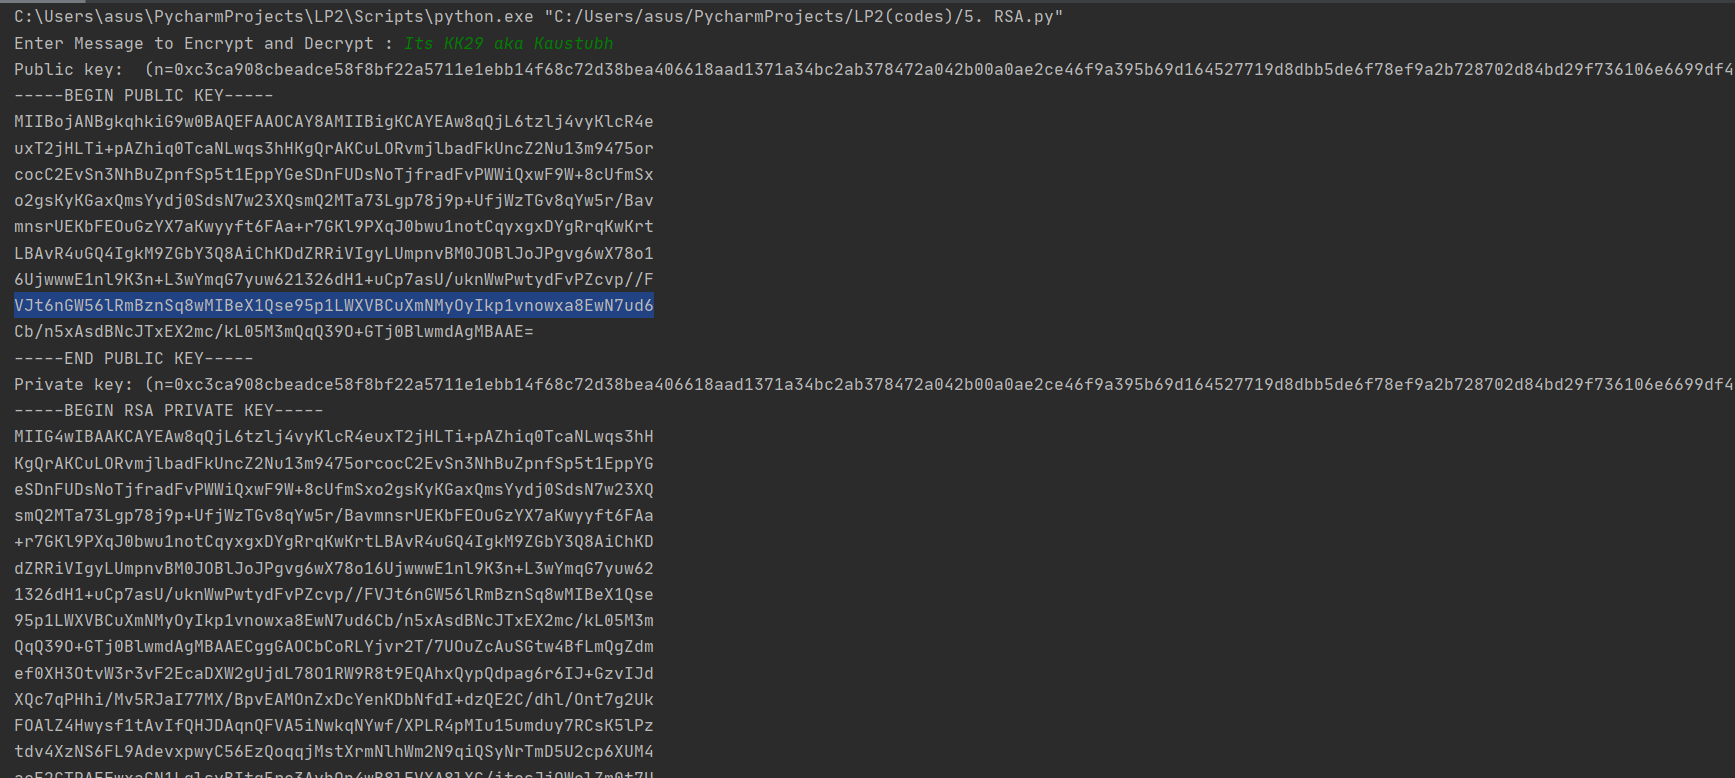 C:\Users\asus\PycharmProjects\LP2\Scripts\python.exe "C:/Users/asus/PycharmProjects/LP2(codes)/5. RSA.py"
Enter Message to Encrypt and Decrypt : Its KK29 aka Kaustubh
Public key:  (n=0xc3ca908cbeadce58f8bf22a5711e1ebb14f68c72d38bea406618aad1371a34bc2ab378472a042b00a0ae2ce46f9a395b69d164527719d8dbb5de6f78ef9a2b728702d84bd29f736106e6699df4
-----BEGIN PUBLIC KEY-----
MIIBojANBgkqhkiG9w0BAQEFAAOCAY8AMIIBigKCAYEAw8qQjL6tzlj4vyKlcR4e
uxT2jHLTi+pAZhiq0TcaNLwqs3hHKgQrAKCuLORvmjlbadFkUncZ2Nu13m9475or
cocC2EvSn3NhBuZpnfSp5t1EppYGeSDnFUDsNoTjfradFvPWWiQxwF9W+8cUfmSx
o2gsKyKGaxQmsYydj0SdsN7w23XQsmQ2MTa73Lgp78j9p+UfjWzTGv8qYw5r/Bav
mnsrUEKbFEOuGzYX7aKwyyft6FAa+r7GKl9PXqJ0bwu1notCqyxgxDYgRrqKwKrt
LBAvR4uGQ4IgkM9ZGbY3Q8AiChKDdZRRiVIgyLUmpnvBM0JOBlJoJPgvg6wX78o1
6UjwwwE1nl9K3n+L3wYmqG7yuw621326dH1+uCp7asU/uknWwPwtydFvPZcvp//F
VJt6nGW56lRmBznSq8wMIBeX1Qse95p1LWXVBCuXmNMyOyIkp1vnowxa8EwN7ud6
Cb/n5xAsdBNcJTxEX2mc/kL05M3mQqQ39O+GTj0BlwmdAgMBAAE=
-----END PUBLIC KEY-----
Private key: (n=0xc3ca908cbeadce58f8bf22a5711e1ebb14f68c72d38bea406618aad1371a34bc2ab378472a042b00a0ae2ce46f9a395b69d164527719d8dbb5de6f78ef9a2b728702d84bd29f736106e6699df4
-----BEGIN RSA PRIVATE KEY-----
MIIG4wIBAAKCAYEAw8qQjL6tzlj4vyKlcR4euxT2jHLTi+pAZhiq0TcaNLwqs3hH
KgQrAKCuLORvmjlbadFkUncZ2Nu13m9475orcocC2EvSn3NhBuZpnfSp5t1EppYG
eSDnFUDsNoTjfradFvPWWiQxwF9W+8cUfmSxo2gsKyKGaxQmsYydj0SdsN7w23XQ
smQ2MTa73Lgp78j9p+UfjWzTGv8qYw5r/BavmnsrUEKbFEOuGzYX7aKwyyft6FAa
+r7GKl9PXqJ0bwu1notCqyxgxDYgRrqKwKrtLBAvR4uGQ4IgkM9ZGbY3Q8AiChKD
dZRRiVIgyLUmpnvBM0JOBlJoJPgvg6wX78o16UjwwwE1nl9K3n+L3wYmqG7yuw62
1326dH1+uCp7asU/uknWwPwtydFvPZcvp//FVJt6nGW56lRmBznSq8wMIBeX1Qse
95p1LWXVBCuXmNMyOyIkp1vnowxa8EwN7ud6Cb/n5xAsdBNcJTxEX2mc/kL05M3m
QqQ39O+GTj0BlwmdAgMBAAECggGAOCbCoRLYjvr2T/7UOuZcAuSGtw4BfLmQgZdm
ef0XH3OtvW3r3vF2EcaDXW2gUjdL78O1RW9R8t9EQAhxQypQdpag6r6IJ+GzvIJd
XQc7qPHhi/Mv5RJaI77MX/BpvEAMOnZxDcYenKDbNfdI+dzQE2C/dhl/Ont7g2Uk
FOAlZ4Hwysf1tAvIfQHJDAqnQFVA5iNwkqNYwf/XPLR4pMIu15umduy7RCsK5lPz
tdv4XzNS6FL9AdevxpwyC56EzQoqqjMstXrmNlhWm2N9qiQSyNrTmD5U2cp6XUM4